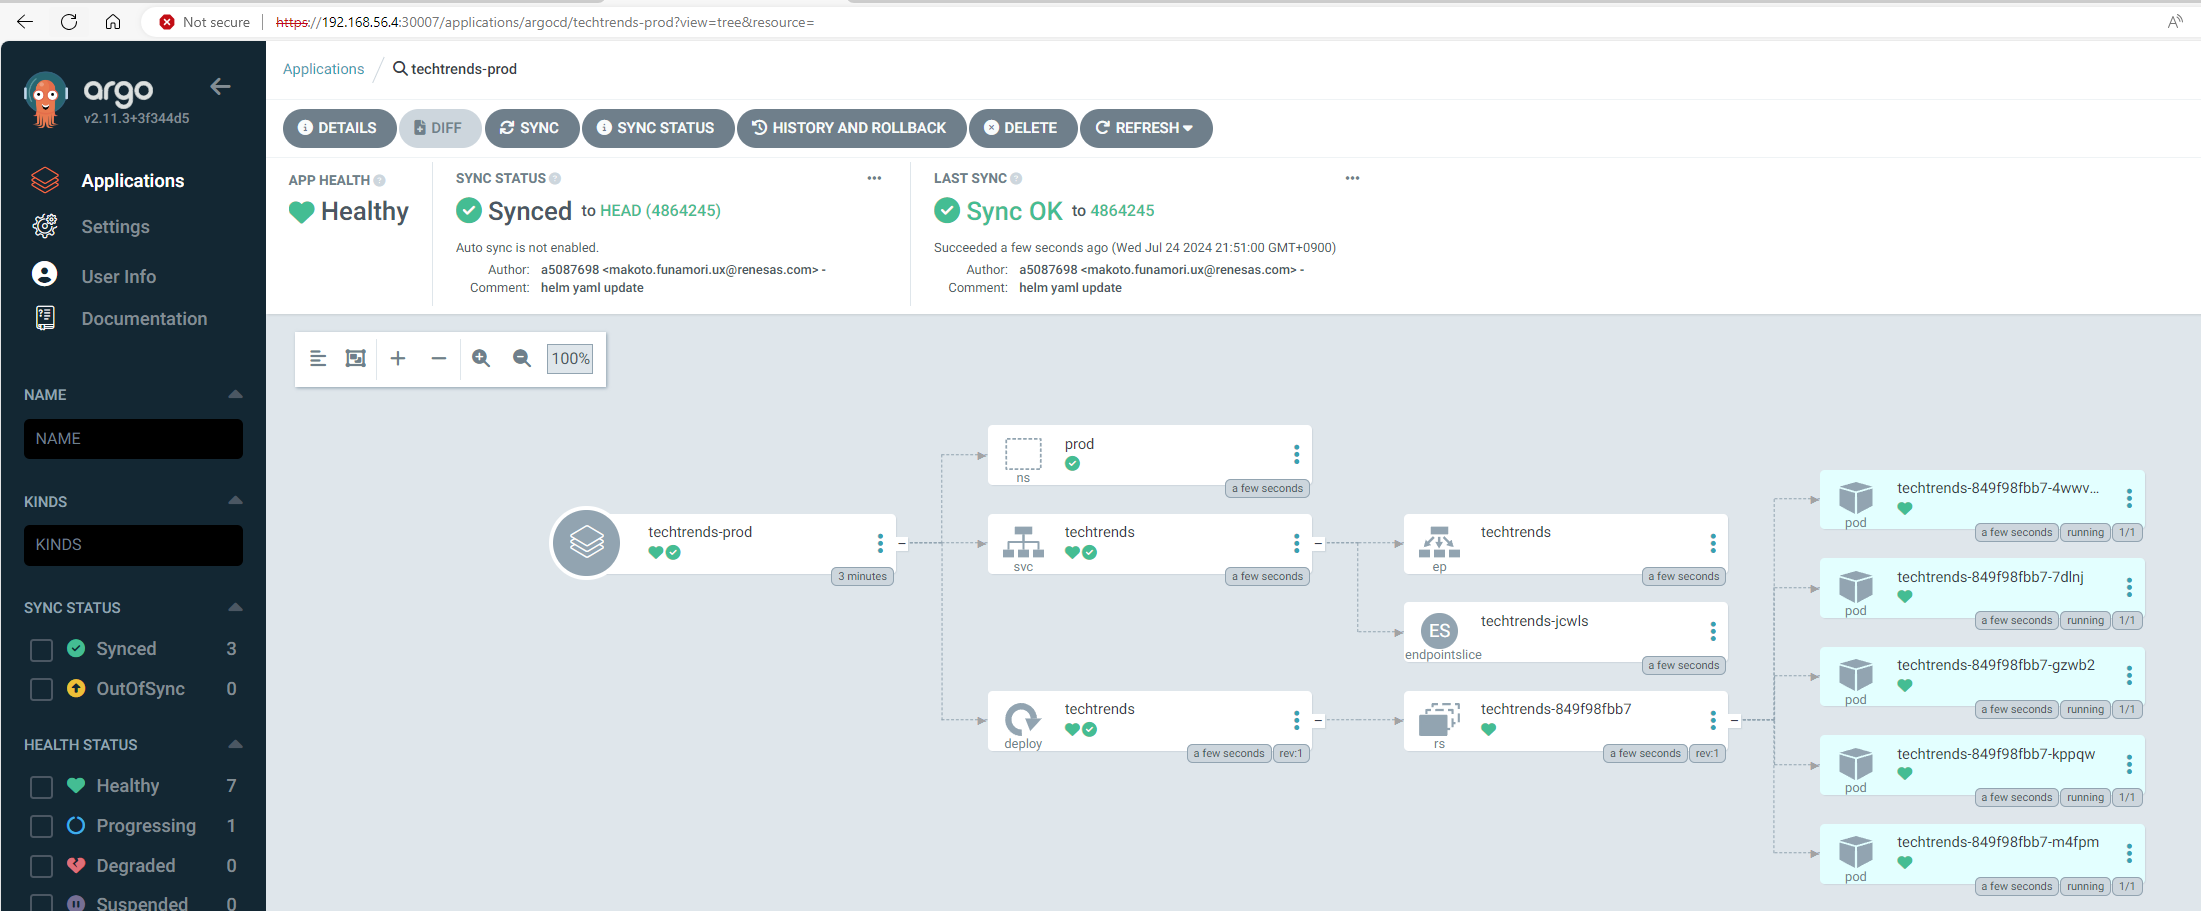 Not secure
https://192.168.56.4:30007/applications/argocd/techtrends-prod?view=tree&resource=
argo
v2.11.3+3f344d5
Applications
Settings
User Info
Documentation
NAME
NAME
KINDS
KINDS
SYNC STATUS
Synced 3
OutOfSync 0
HEALTH STATUS
Healthy 7
Progressing 1
Degraded 0
Suspended 0
Applications / techtrends-prod
DETAILS DIFF SYNC SYNC STATUS HISTORY AND ROLLBACK DELETE REFRESH
APP HEALTH
Healthy
SYNC STATUS
Synced to HEAD (4864245)
Auto sync is not enabled.
Author: a5087698 <makoto.funamori.ux@renesas.com> -
Comment: helm yaml update
LAST SYNC
Sync OK to 4864245
Succeeded a few seconds ago (Wed Jul 24 2024 21:51:00 GMT+0900)
Author: a5087698 <makoto.funamori.ux@renesas.com> -
Comment: helm yaml update
100%
techtrends-prod
3 minutes
prod
ns
a few seconds
techtrends
svc
a few seconds
techtrends
deploy
a few seconds rev:1
techtrends
ep
a few seconds
ES
techtrends-jcwls
endpointslice
a few seconds
techtrends-849f98fbb7
rs
a few seconds rev:1
techtrends-849f98fbb7-4wwv...
pod
a few seconds running 1/1
techtrends-849f98fbb7-7dlnj
pod
a few seconds running 1/1
techtrends-849f98fbb7-gzwb2
pod
a few seconds running 1/1
techtrends-849f98fbb7-kppqw
pod
a few seconds running 1/1
techtrends-849f98fbb7-m4fpm
pod
a few seconds running 1/1